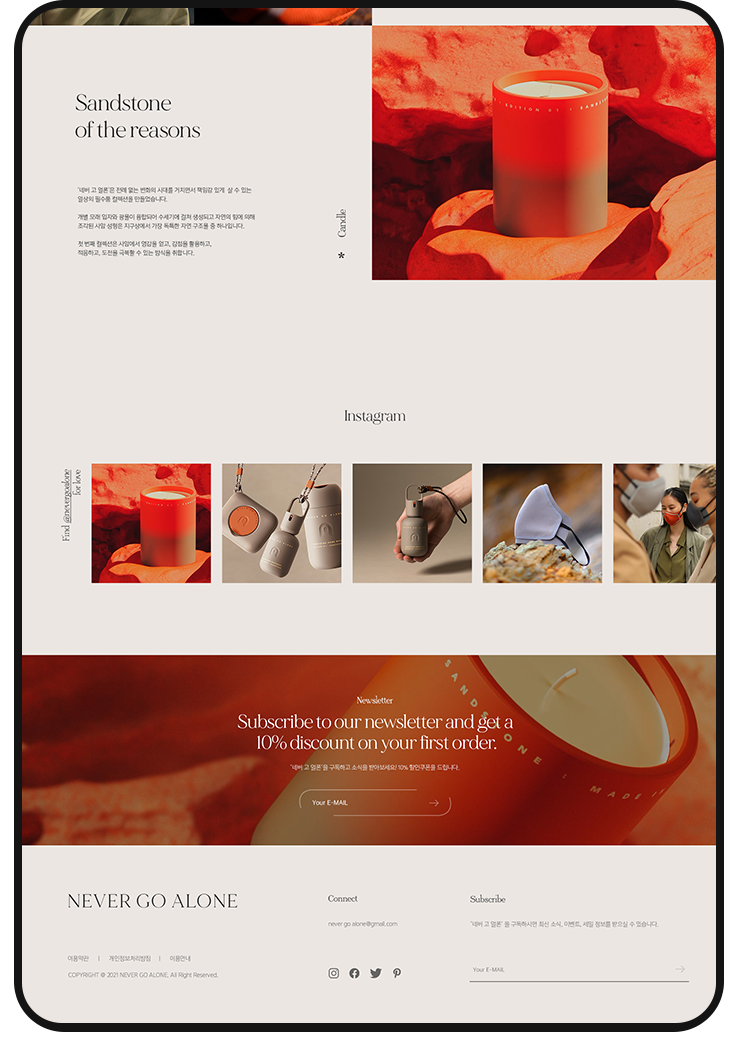 EDITION 01 | SANDSTONE
Sandstone
of the reasons
'네버 고 얼론'은 전례 없는 변화의 시대를 거치면서 책임감 있게 살 수 있는
일상의 필수품 컬렉션을 만들었습니다.
개별 모래 입자와 광물이 융합되어 수세기에 걸쳐 생성되고 자연의 힘에 의해
조각된 사암 성형은 지구상에서 가장 독특한 자연 구조물 중 하나입니다.
첫 번째 컬렉션은 사암에서 영감을 얻고, 강점을 활용하고,
적응하고, 도전을 극복할 수 있는 방식을 취합니다.
Candle
*
Instagram
Find @nevergoalone
for love
Newsletter
Subscribe to our newsletter and get a
10% discount on your first order.
"네버 고 얼론"을 구독하고 소식을 받아보세요! 10% 할인쿠폰을 드립니다.
Your E-MAIL
SANDSTONE | MADE IN
NEVER GO ALONE
Connect
Subscribe
never go alone@gmail.com
"네버 고 얼론" 을 구독하시면 최신 소식, 이벤트, 세일 정보를 받으실 수 있습니다.
이용약관 | 개인정보처리방침 | 이용안내
COPYRIGHT @ 2021 NEVER GO ALONE. All Right Reserved.
Your E-MAIL